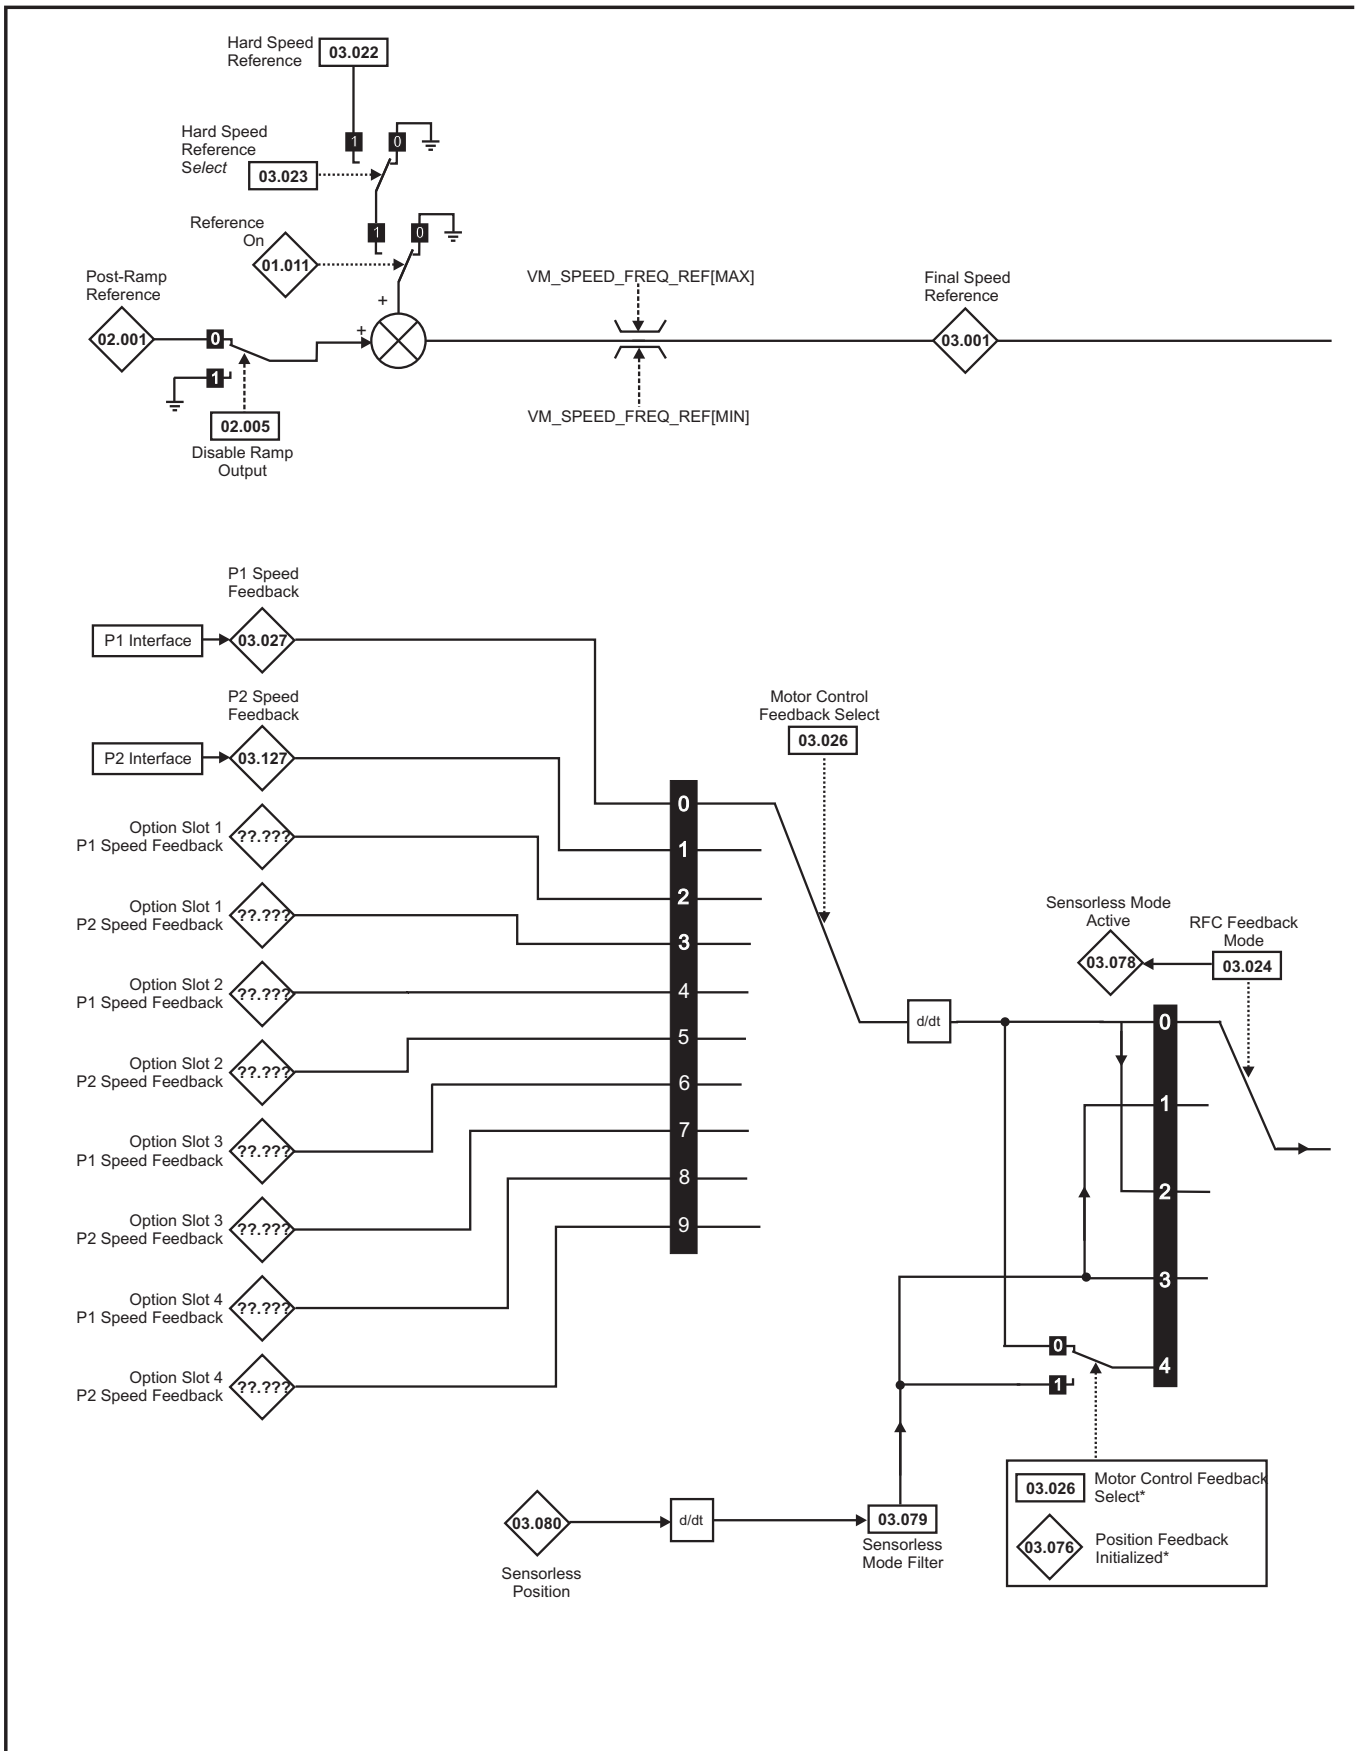 Hard Speed
Reference
03.022
1
0
Hard Speed
Reference
Select
03.023
1
0
Reference
On
01.011
+
Post-Ramp
Reference
02.001
0
+
1
02.005
Disable Ramp
Output
VM_SPEED_FREQ_REF[MAX]
VM_SPEED_FREQ_REF[MIN]
Final Speed
Reference
03.001
P1 Speed
Feedback
P1 Interface
03.027
P2 Speed
Feedback
P2 Interface
03.127
Option Slot 1
P1 Speed Feedback
??.???
Option Slot 1
P2 Speed Feedback
??.???
Option Slot 2
P1 Speed Feedback
??.???
Option Slot 2
P2 Speed Feedback
??.???
Option Slot 3
P1 Speed Feedback
??.???
Option Slot 3
P2 Speed Feedback
??.???
Option Slot 4
P1 Speed Feedback
??.???
Option Slot 4
P2 Speed Feedback
??.???
0
1
2
3
4
5
6
7
8
9
Motor Control
Feedback Select
03.026
d/dt
Sensorless Mode
Active
03.078
RFC Feedback
Mode
03.024
0
1
2
3
4
0
1
03.026
Motor Control Feedback
Select*
03.076
Position Feedback
Initialized*
03.080
Sensorless
Position
d/dt
03.079
Sensorless
Mode Filter